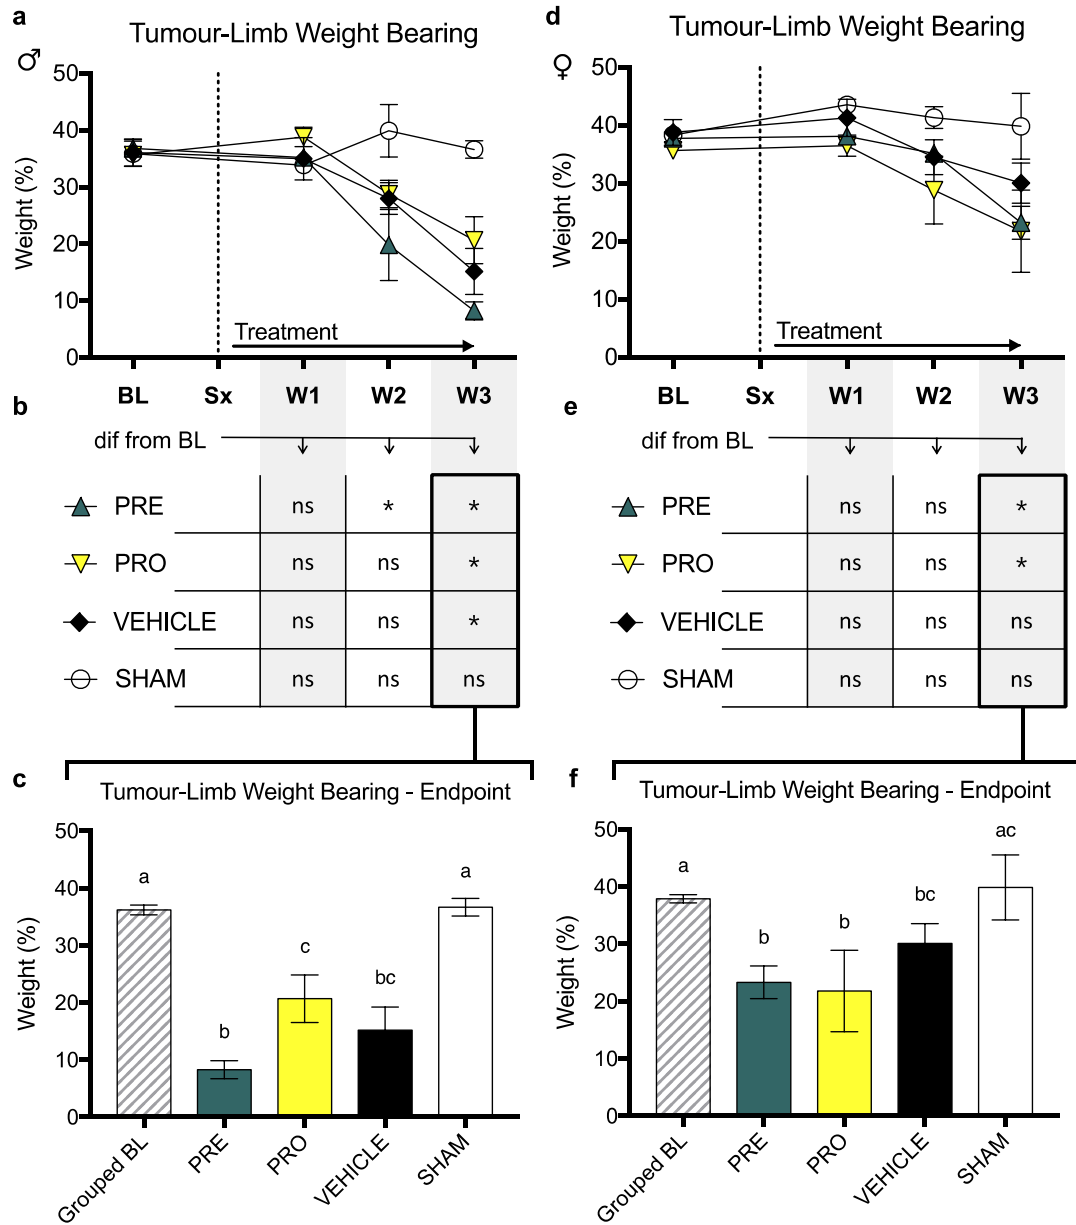 a
Tumour-Limb Weight Bearing
♂
Weight (%)
50
40
30
20
10
0
Treatment
BL Sx W1 W2 W3
b
dif from BL
PRE ns * *
PRO ns ns *
VEHICLE ns ns *
SHAM ns ns ns
c
Tumour-Limb Weight Bearing - Endpoint
Weight (%)
50
40
30
20
10
0
a b c bc a
Grouped BL PRE PRO VEHICLE SHAM
d
Tumour-Limb Weight Bearing
♀
Weight (%)
50
40
30
20
10
0
Treatment
BL Sx W1 W2 W3
e
dif from BL
PRE ns ns *
PRO ns ns *
VEHICLE ns ns ns
SHAM ns ns ns
f
Tumour-Limb Weight Bearing - Endpoint
Weight (%)
50
40
30
20
10
0
a b b bc ac
Grouped BL PRE PRO VEHICLE SHAM